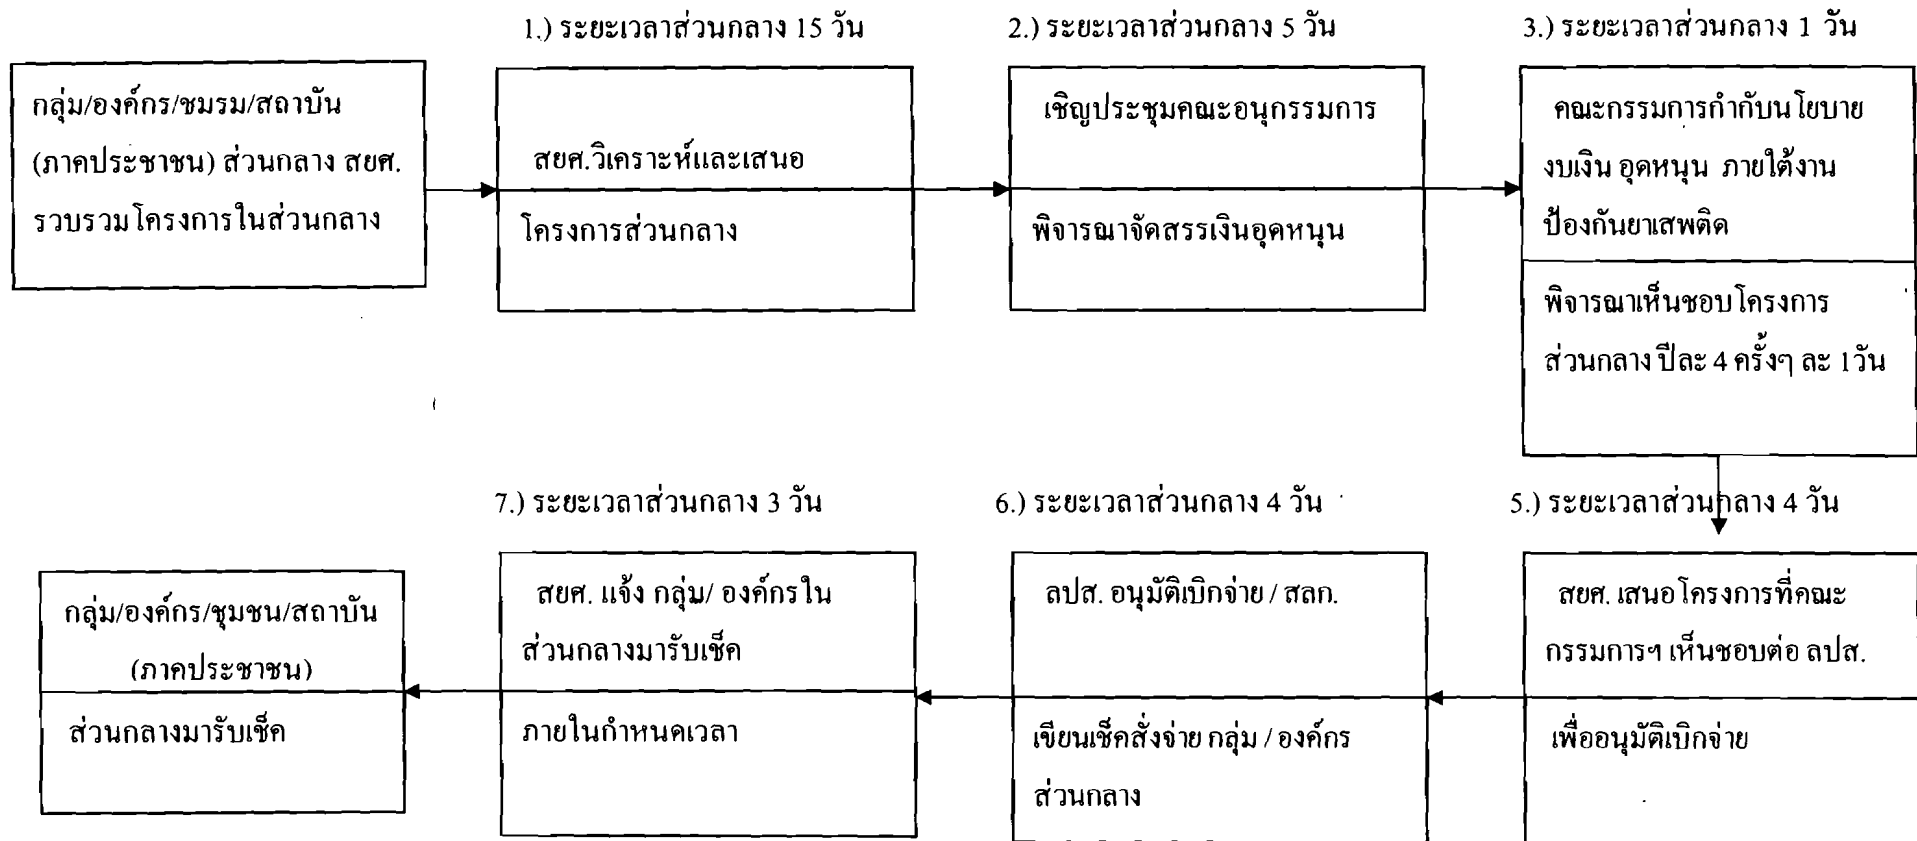 1.) ระยะเวลาส่วนกลาง 15 วัน
2.) ระยะเวลาส่วนกลาง 5 วัน
3.) ระยะเวลาส่วนกลาง 1 วัน
กลุ่ม/องค์กร/ชมรม/สถาบัน
(ภาคประชาชน) ส่วนกลาง สยศ.
รวบรวมโครงการในส่วนกลาง
สยศ.วิเคราะห์และเสนอ
โครงการส่วนกลาง
เชิญประชุมคณะอนุกรรมการ
พิจารณาจัดสรรเงินอุดหนุน
คณะกรรมการกำกับนโยบาย
งบเงิน อุดหนุน ภายใต้งาน
ป้องกันยาเสพติด
พิจารณาเห็นชอบโครงการ
ส่วนกลาง ปีละ 4 ครั้งๆ ละ 1วัน
5.) ระยะเวลาส่วนกลาง 4 วัน
6.) ระยะเวลาส่วนกลาง 4 วัน
7.) ระยะเวลาส่วนกลาง 3 วัน
สยศ. เสนอโครงการที่คณะ
กรรมการฯ เห็นชอบต่อ ลปส.
เพื่ออนุมัติเบิกจ่าย
ลปส. อนุมัติเบิกจ่าย / สลก.
เขียนเช็คสั่งจ่าย กลุ่ม / องค์กร
ส่วนกลาง
สยศ. แจ้ง กลุ่ม/ องค์กรใน
ส่วนกลางมารับเช็ค
ภายในกำหนดเวลา
กลุ่ม/องค์กร/ชุมชน/สถาบัน
(ภาคประชาชน)
ส่วนกลางมารับเช็ค